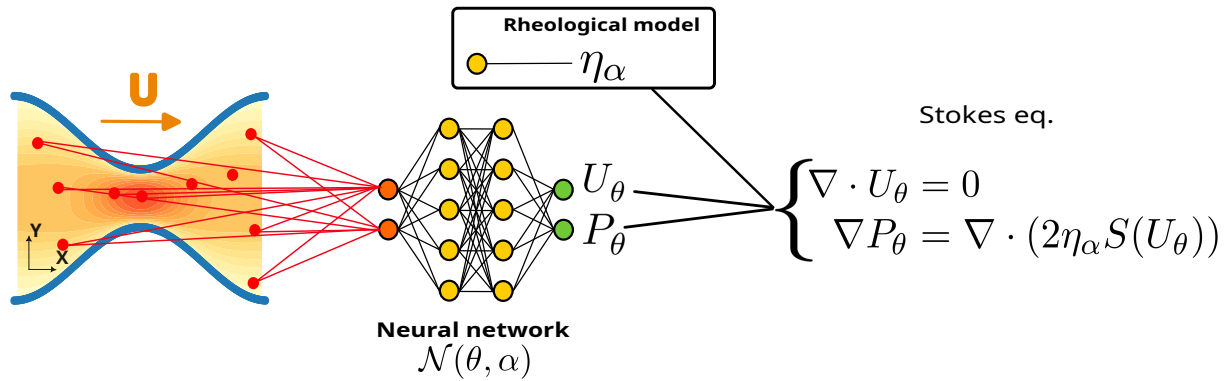 Rheological model
η_α
U
Y
X
Stokes eq.
U_θ
P_θ
∇ · U_θ = 0
∇P_θ = ∇ · (2η_α S(U_θ))
Neural network
𝒩(θ, α)